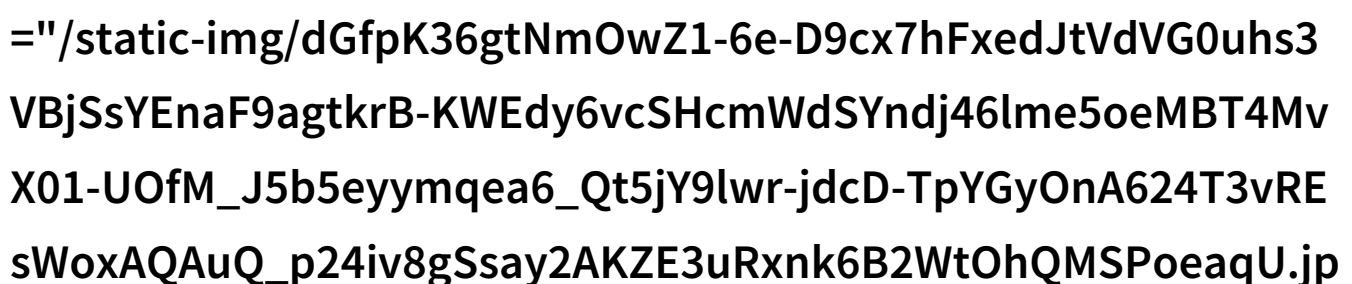 ="/static-img/dGfpK36gtNmOwZ1-6e-D9cx7hFxedJtVdVG0uhs3
VBjSsYEnaF9agtkrB-KWEdy6vcSHcmWdSYndj46lme5oeMBT4Mv
X01-UOfM_J5b5eyymqea6_Qt5jY9lwr-jdcD-TpYGyOnA624T3vRE
sWoxAQAuQ_p24iv8gSsay2AKZE3uRxnk6B2WtOhQMSPoeaqU.jp